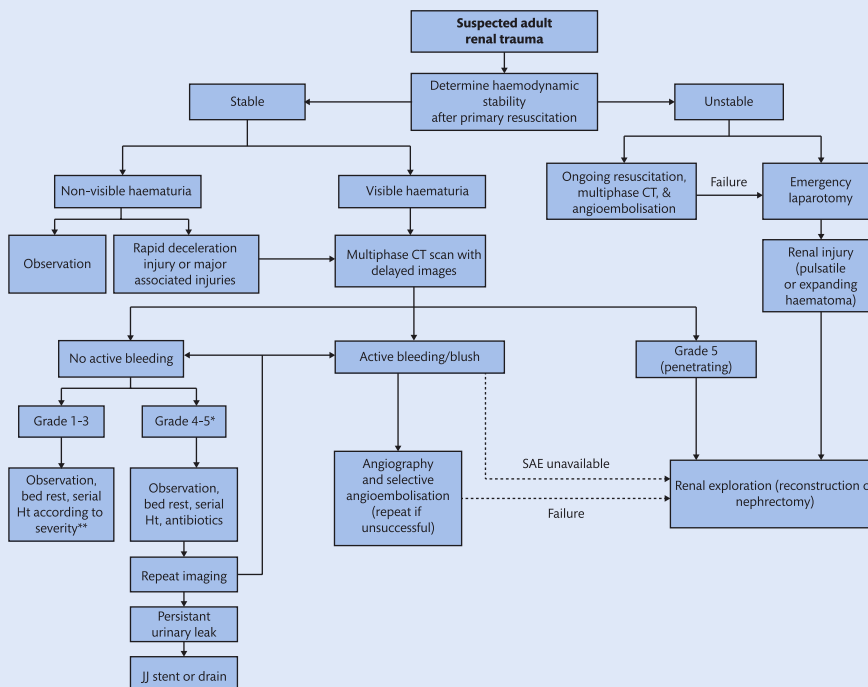 Suspected adult
renal trauma
Determine haemodynamic
stability
after primary resuscitation
Stable
Unstable
Non-visible haematuria
Visible haematuria
Ongoing resuscitation,
multiphase CT, &
angioembolisation
Failure
Emergency
laparotomy
Observation
Rapid deceleration
injury or major
associated injuries
Multiphase CT scan with
delayed images
Renal injury
(pulsatile
or expanding
haematoma)
No active bleeding
Active bleeding/blush
Grade 5
(penetrating)
Grade 1-3
Grade 4-5*
Observation,
bed rest, serial
Ht according to
severity**
Observation,
bed rest, serial
Ht, antibiotics
Angiography
and selective
angioembolisation
(repeat if
unsuccessful)
SAE unavailable
Failure
Renal exploration (reconstruction
nephrectomy)
Repeat imaging
Persistant
urinary leak
JJ stent or drain